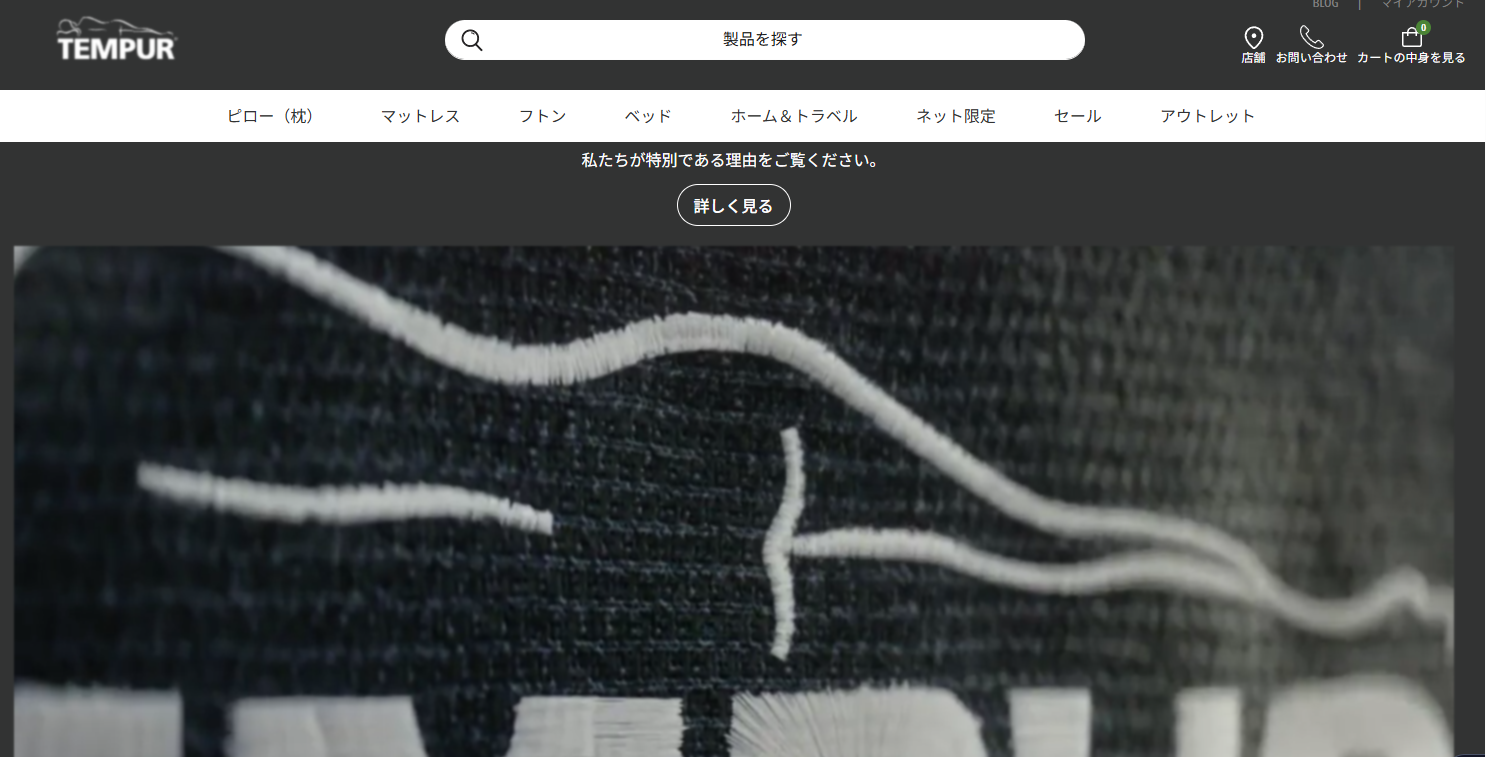 BLOG | マイアカウント
TEMPUR
製品を探す
0
店舗 お問い合わせ カートの中身を見る
ピロー（枕） マットレス フトン ベッド ホーム＆トラベル ネット限定 セール アウトレット
私たちが特別である理由をご覧ください。
詳しく見る